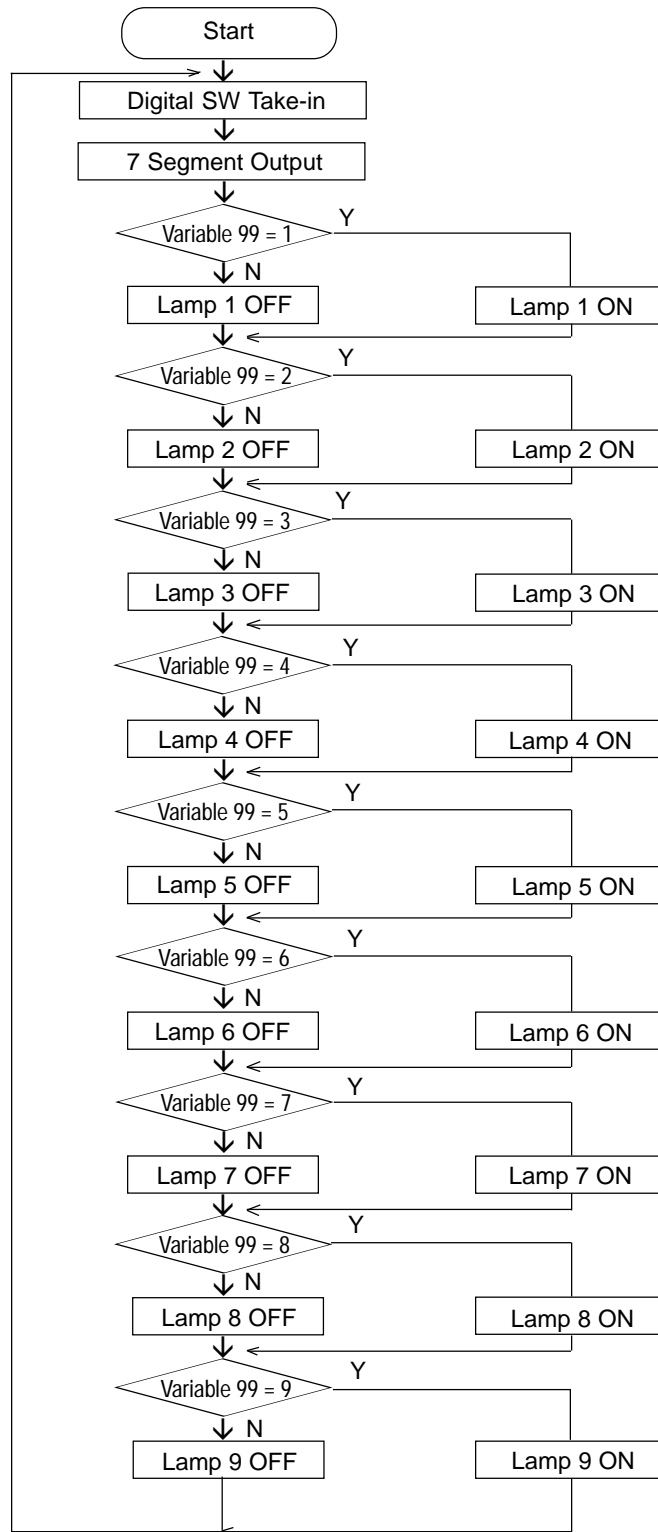 Start
Digital SW Take-in
7 Segment Output
Y
Variable 99 = 1
N
Lamp 1 OFF
Lamp 1 ON
Y
Variable 99 = 2
N
Lamp 2 OFF
Lamp 2 ON
Y
Variable 99 = 3
N
Lamp 3 OFF
Lamp 3 ON
Y
Variable 99 = 4
N
Lamp 4 OFF
Lamp 4 ON
Y
Variable 99 = 5
N
Lamp 5 OFF
Lamp 5 ON
Y
Variable 99 = 6
N
Lamp 6 OFF
Lamp 6 ON
Y
Variable 99 = 7
N
Lamp 7 OFF
Lamp 7 ON
Y
Variable 99 = 8
N
Lamp 8 OFF
Lamp 8 ON
Y
Variable 99 = 9
N
Lamp 9 OFF
Lamp 9 ON